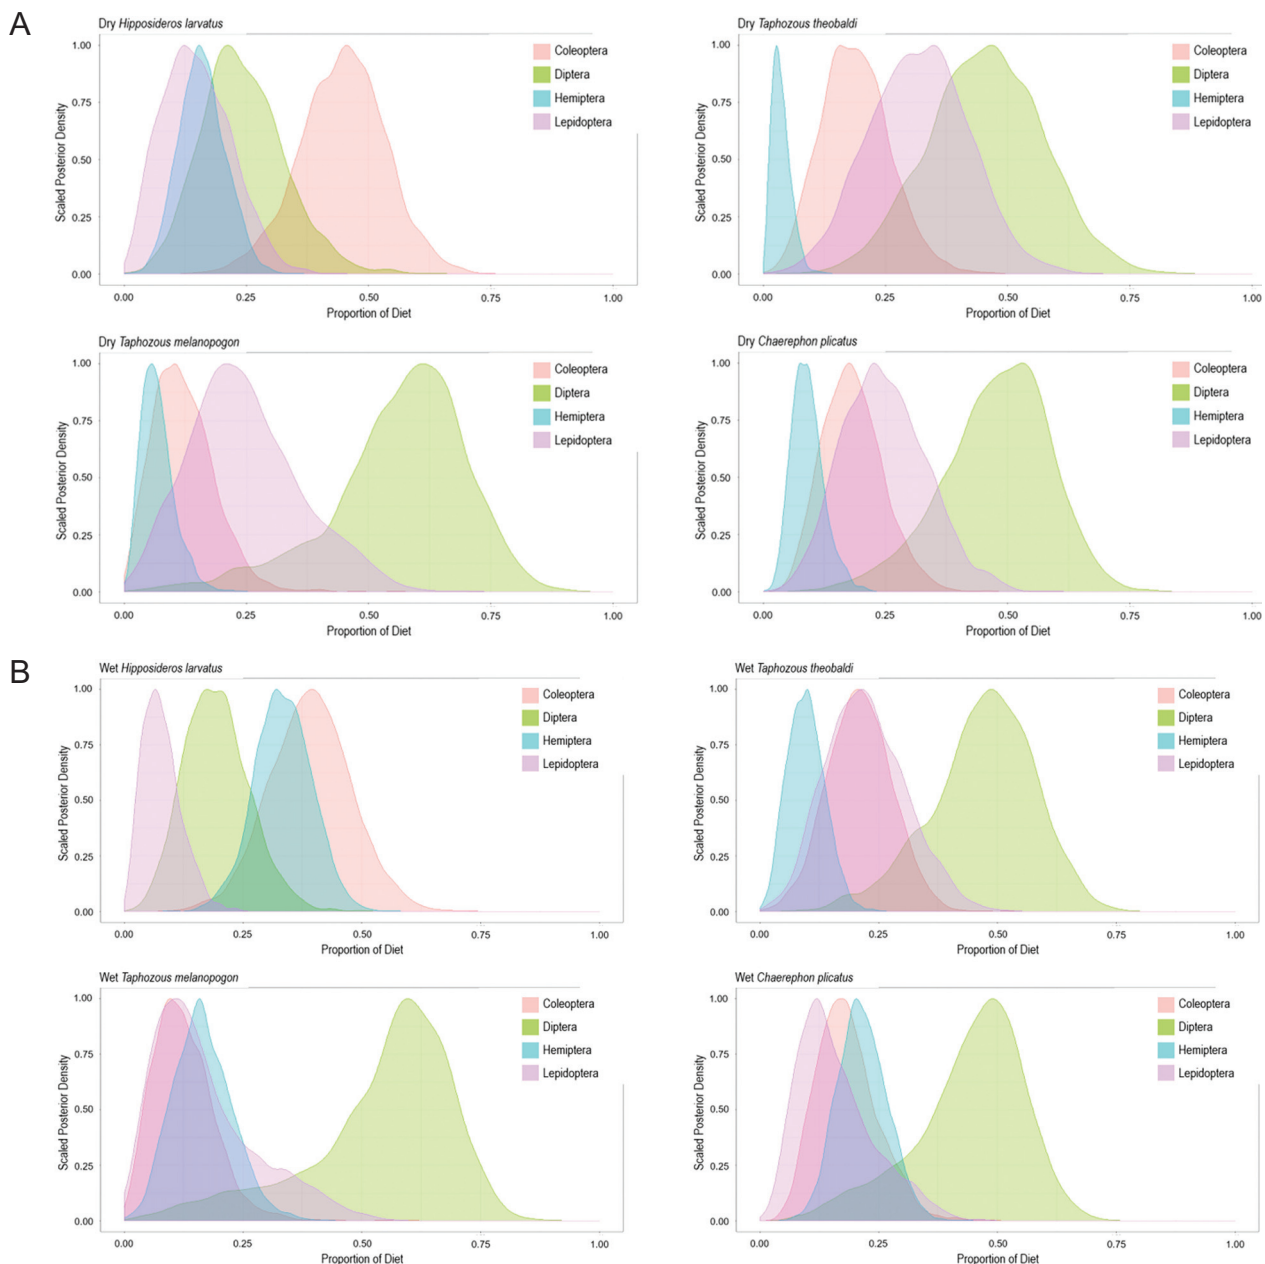 A
Dry Hipposideros larvatus
1.00
0.75
0.50
0.25
0.00
Scaled Posterior Density
Coleoptera
Diptera
Hemiptera
Lepidoptera
0.00 0.25 0.50 0.75 1.00
Proportion of Diet
Dry Taphozous theobaldi
1.00
0.75
0.50
0.25
0.00
Scaled Posterior Density
Coleoptera
Diptera
Hemiptera
Lepidoptera
0.00 0.25 0.50 0.75 1.00
Proportion of Diet
Dry Taphozous melanopogon
1.00
0.75
0.50
0.25
0.00
Scaled Posterior Density
Coleoptera
Diptera
Hemiptera
Lepidoptera
0.00 0.25 0.50 0.75 1.00
Proportion of Diet
Dry Chaerephon plicatus
1.00
0.75
0.50
0.25
0.00
Scaled Posterior Density
Coleoptera
Diptera
Hemiptera
Lepidoptera
0.00 0.25 0.50 0.75 1.00
Proportion of Diet
B
Wet Hipposideros larvatus
1.00
0.75
0.50
0.25
0.00
Scaled Posterior Density
Coleoptera
Diptera
Hemiptera
Lepidoptera
0.00 0.25 0.50 0.75 1.00
Proportion of Diet
Wet Taphozous theobaldi
1.00
0.75
0.50
0.25
0.00
Scaled Posterior Density
Coleoptera
Diptera
Hemiptera
Lepidoptera
0.00 0.25 0.50 0.75 1.00
Proportion of Diet
Wet Taphozous melanopogon
1.00
0.75
0.50
0.25
0.00
Scaled Posterior Density
Coleoptera
Diptera
Hemiptera
Lepidoptera
0.00 0.25 0.50 0.75 1.00
Proportion of Diet
Wet Chaerephon plicatus
1.00
0.75
0.50
0.25
0.00
Scaled Posterior Density
Coleoptera
Diptera
Hemiptera
Lepidoptera
0.00 0.25 0.50 0.75 1.00
Proportion of Diet